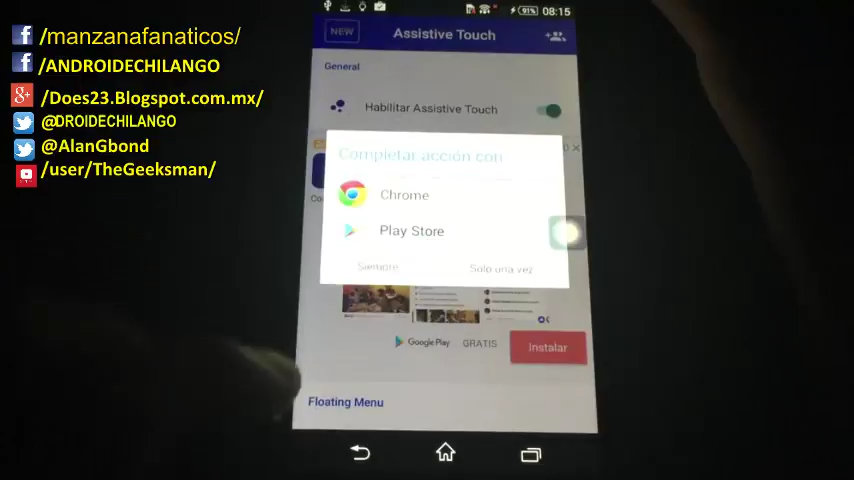 /manzanafanaticos/
/ANDROIDECHILANGO
/Does23.Blogspot.com.mx/
@DROIDECHILANGO
@AlanGbond
/user/TheGeeksman/
91% 08:15
NEW Assistive Touch
General
Habilitar Assistive Touch
Completar acción con
Chrome
Play Store
Siempre Solo una vez
Google Play GRATIS Instalar
Floating Menu